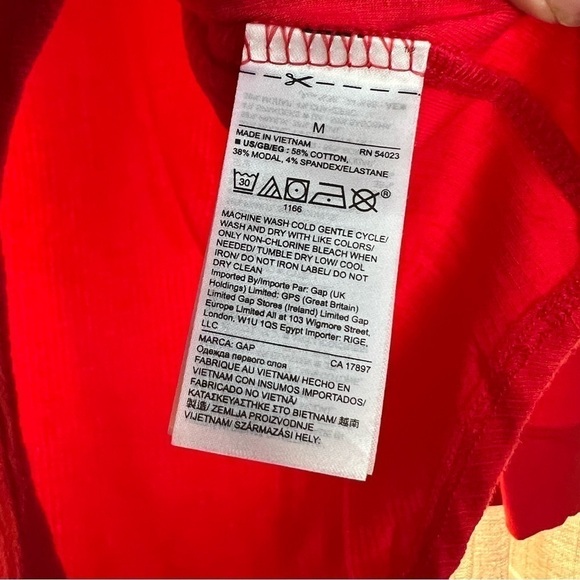 M
MADE IN VIETNAM RN 54023
■ US/GB/EG : 58% COTTON,
38% MODAL, 4% SPANDEX/ELASTANE
30 ®
1166
MACHINE WASH COLD GENTLE CYCLE/
WASH AND DRY WITH LIKE COLORS/
ONLY NON-CHLORINE BLEACH WHEN
NEEDED/ TUMBLE DRY LOW/ COOL
IRON/ DO NOT IRON LABEL/ DO NOT
DRY CLEAN
Imported By/Importe Par: Gap (UK
Holdings) Limited: GPS (Great Britain)
Limited Gap Stores (Ireland) Limited Gap
Europe Limited All at 103 Wigmore Street,
London, W1U 1QS Egypt Importer: RIGE,
LLC
MARCA: GAP CA 17897
Одежда первого слоя
FABRIQUE AU VIETNAM/ HECHO EN
VIETNAM CON INSUMOS IMPORTADOS/
FABRICADO NO VIETNÃ/
ΚΑΤΑΣΚΕΥΑΣΤΗΚΕ ΣΤΟ ΒΙΕΤΝΑΜ/ 越南
製造/ ZEMLJA PROIZVODNJE
VIJETNAM/ SZÁRMAZÁSI HELY: